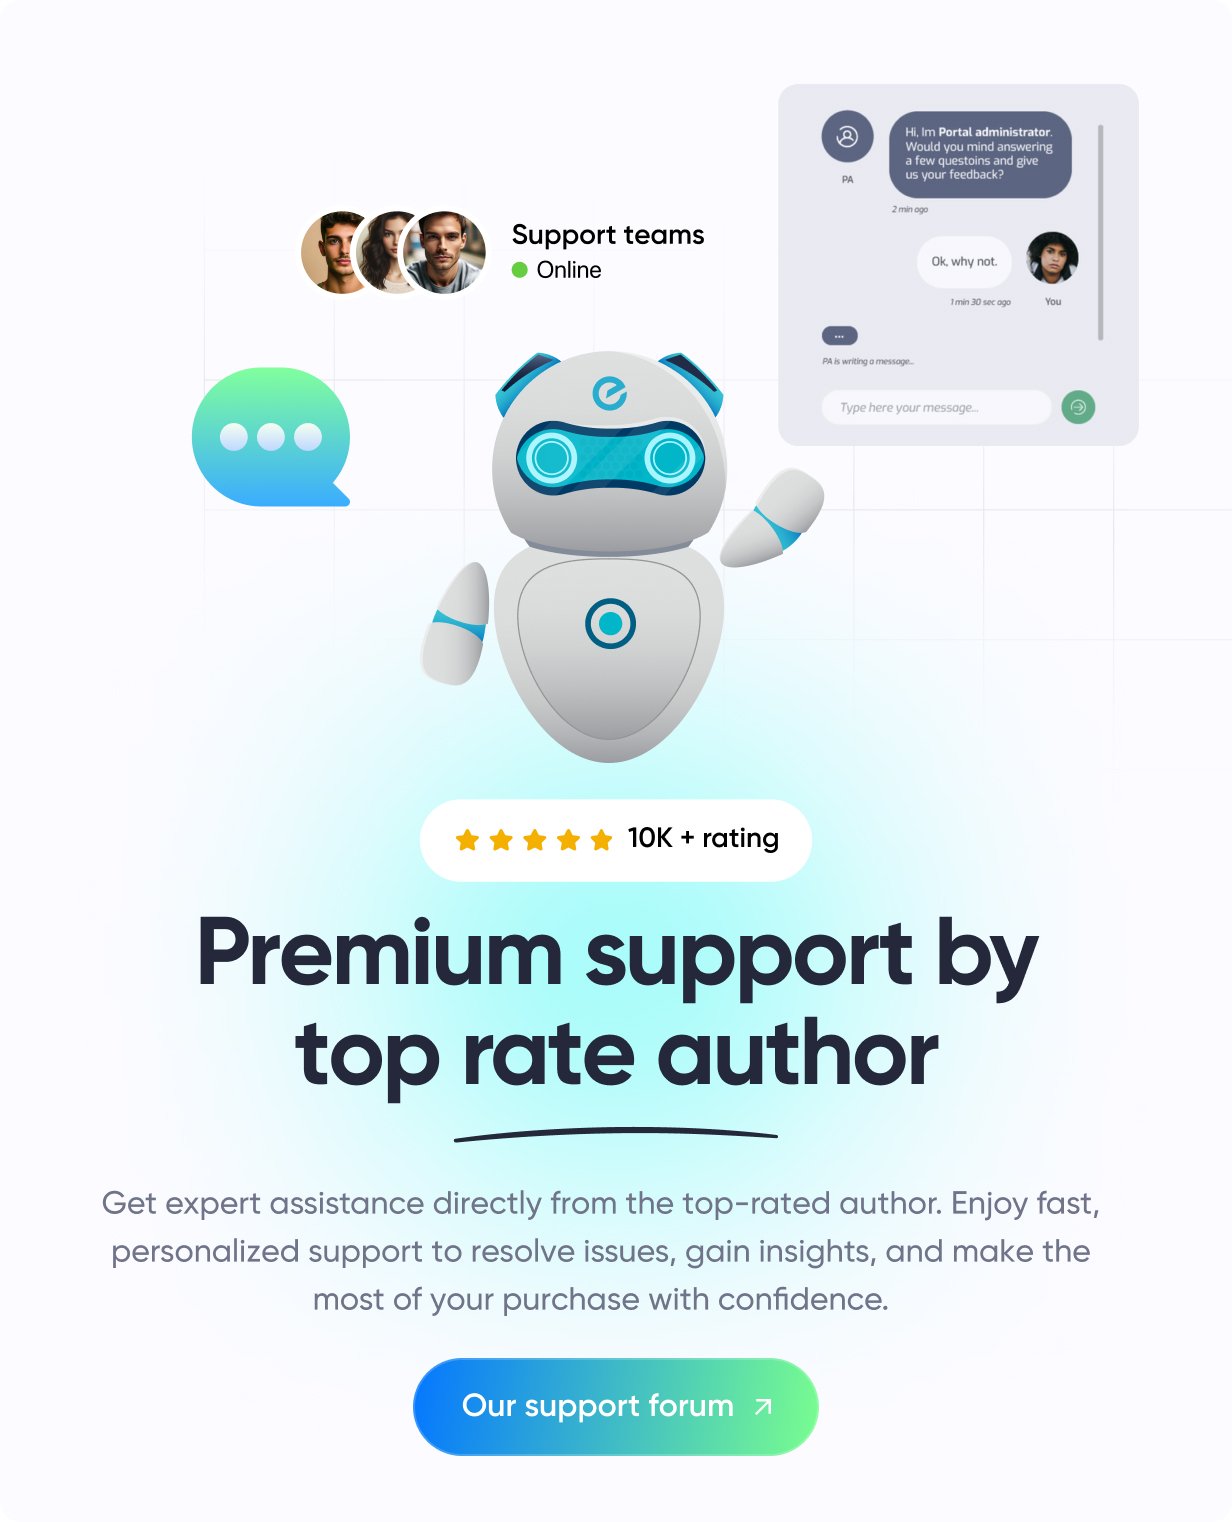 Hi, Im Portal administrator.
Would you mind answering
a few questoins and give
us your feedback?
PA
2 min ago
Support teams
Online
Ok, why not.
1 min 30 sec ago
You
PA is writing a message...
Type here your message...
10K + rating
Premium support by
top rate author
Get expert assistance directly from the top-rated author. Enjoy fast,
personalized support to resolve issues, gain insights, and make the
most of your purchase with confidence.
Our support forum